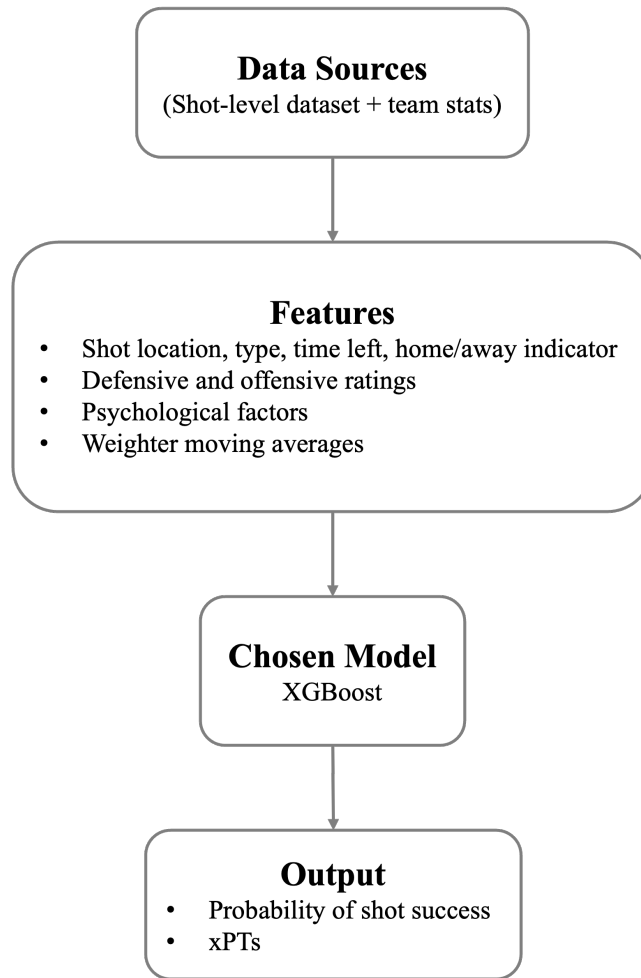 Data Sources
(Shot-level dataset + team stats)
Features
• Shot location, type, time left, home/away indicator
• Defensive and offensive ratings
• Psychological factors
• Weighter moving averages
Chosen Model
XGBoost
Output
• Probability of shot success
• xPTs